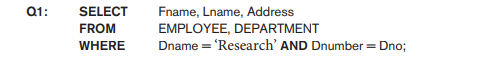 Q1: SELECT Fname, Lname, Address
FROM EMPLOYEE, DEPARTMENT
WHERE Dname = ‘Research’ AND Dnumber = Dno;